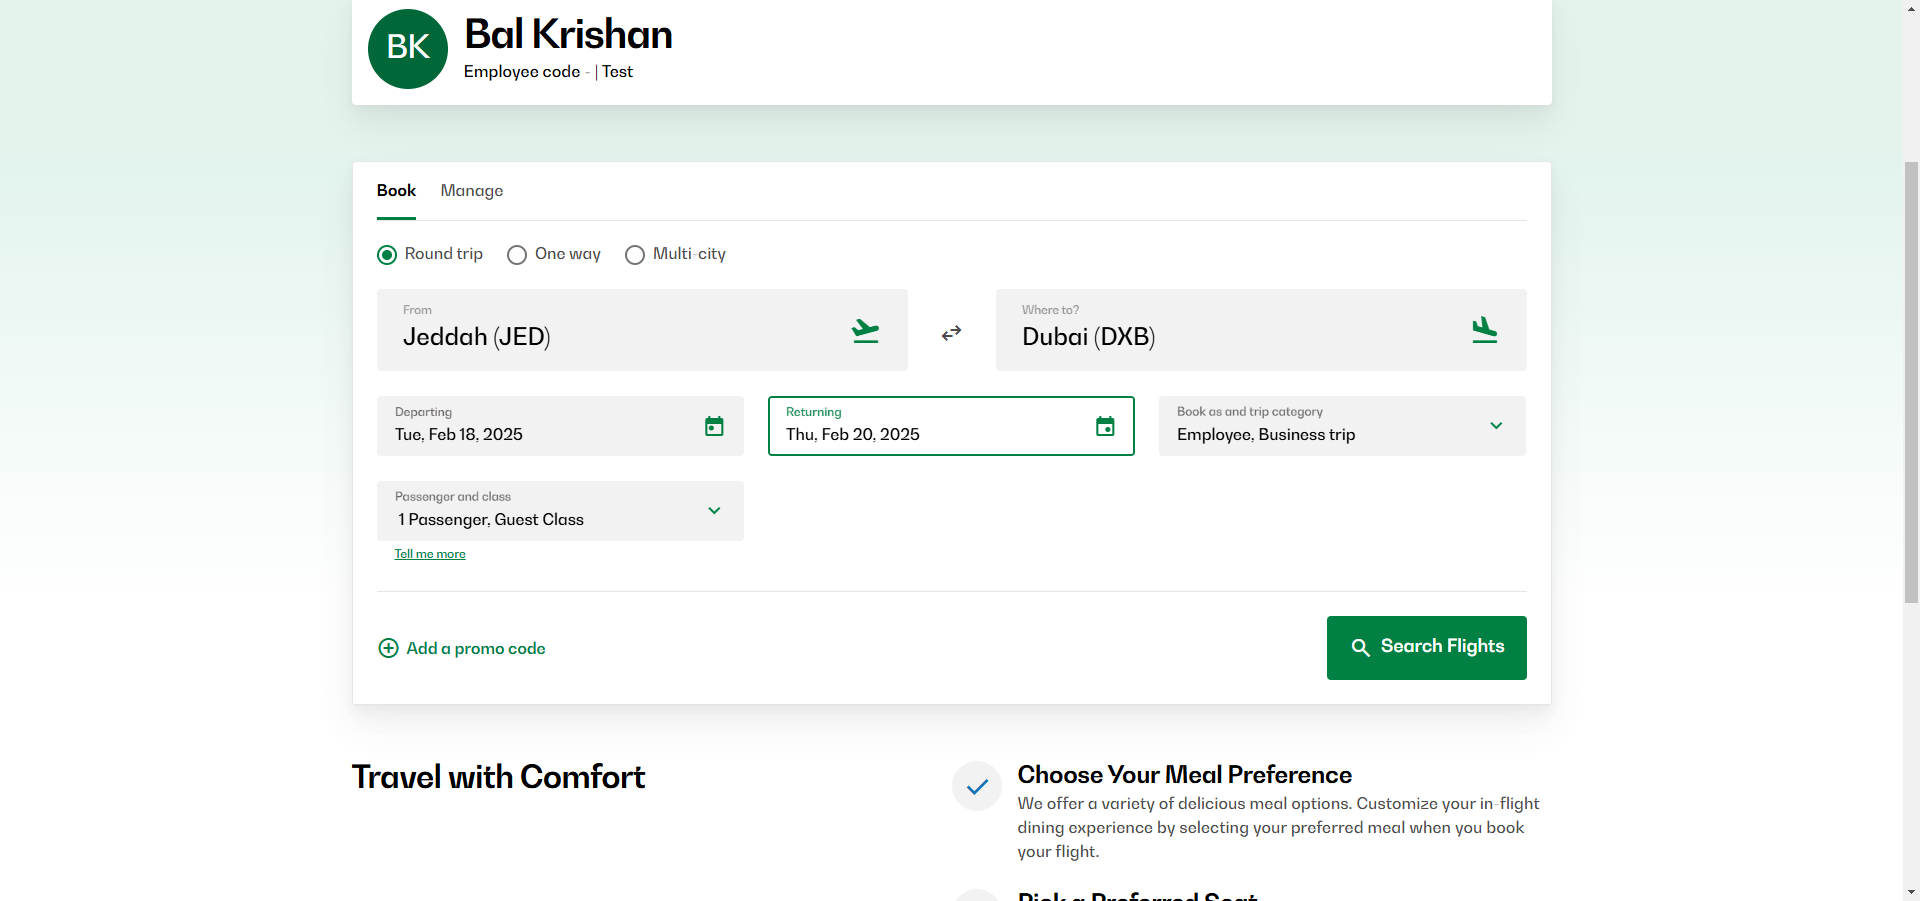 BK
Bal Krishan
Employee code - | Test
Book Manage
Round trip One way Multi-city
From
Jeddah (JED)
Where to?
Dubai (DXB)
Departing
Tue, Feb 18, 2025
Returning
Thu, Feb 20, 2025
Book as and trip category
Employee, Business trip
Passenger and class
1 Passenger, Guest Class
Tell me more
Add a promo code
Search Flights
Travel with Comfort
Choose Your Meal Preference
We offer a variety of delicious meal options. Customize your in-flight
dining experience by selecting your preferred meal when you book
your flight.
Pick a Preferred Seat